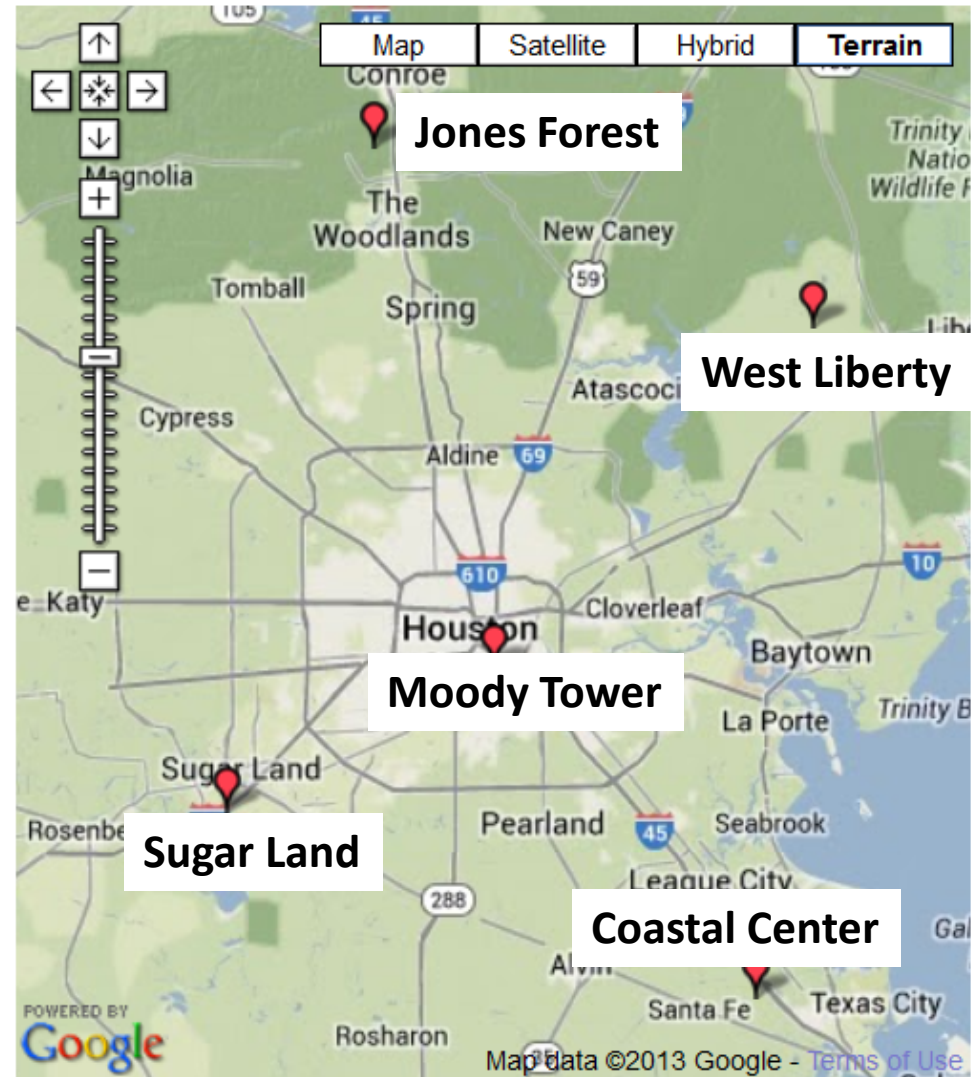 105
45
Map Satellite Hybrid Terrain
Conroe
Jones Forest
Trinity
Natio
Wildlife
Magnolia
The
Woodlands
New Caney
59
Tomball
Spring
West Liberty
Atascoci
Cypress
Aldine
69
610
10
Katy
Cloverleaf
Houston
Baytown
Moody Tower
La Porte
Trinity B
Sugar Land
Rosenbe
Pearland
45
Seabrook
Sugar Land
League City
288
Coastal Center
Gal
Alvin
Santa Fe
Texas City
POWERED BY
Google
Rosharon
Map data ©2013 Google - Terms of Use